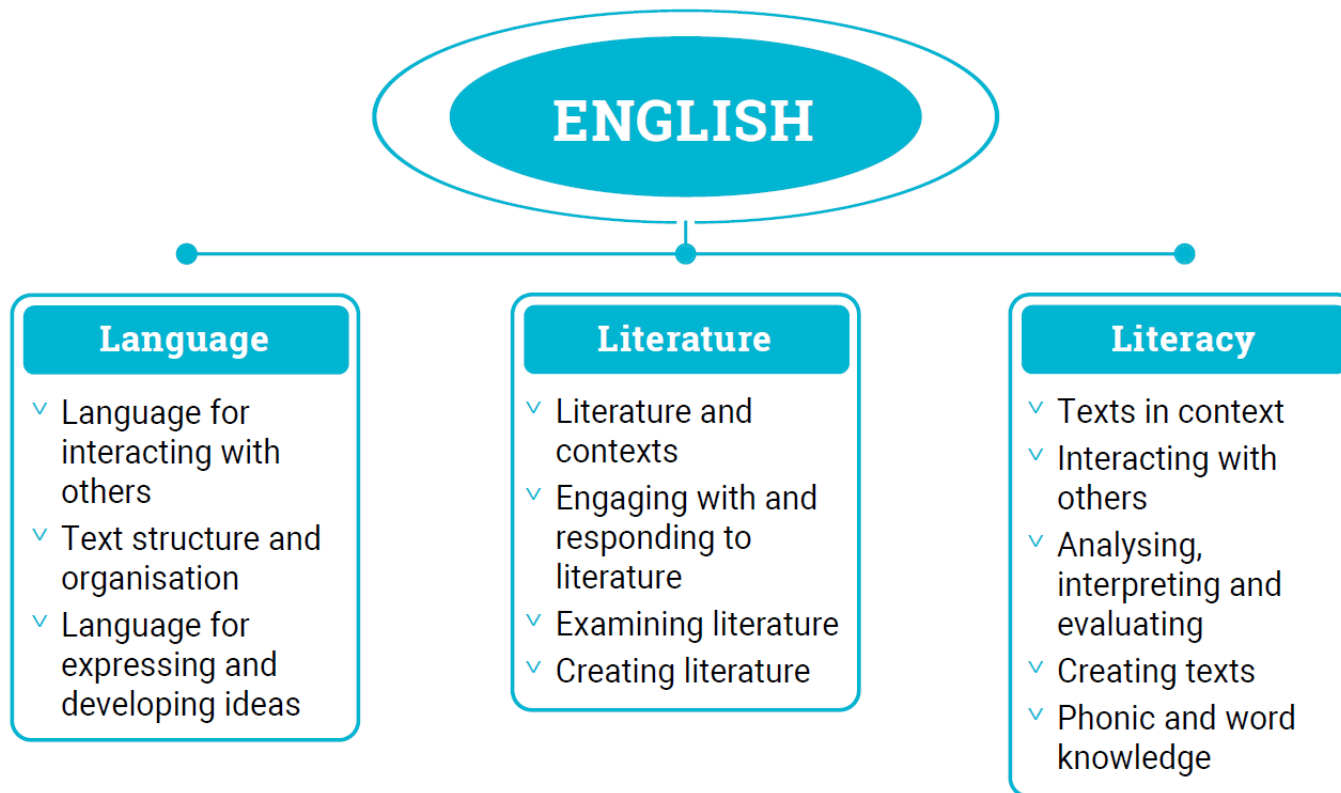 ENGLISH
Language
Language for
interacting with
others
Text structure and
organisation
Language for
expressing and
developing ideas
Literature
Literature and
contexts
Engaging with and
responding to
literature
Examining literature
Creating literature
Literacy
Texts in context
Interacting with
others
Analysing,
interpreting and
evaluating
Creating texts
Phonic and word
knowledge